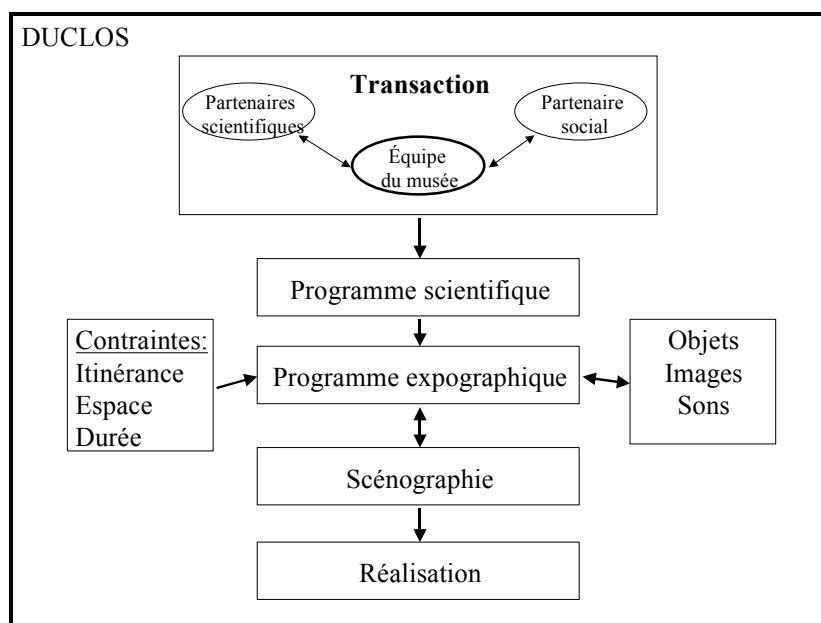 DUCLOS
Transaction
Partenaires
scientifiques
Partenaire
social
Équipe
du musée
Programme scientifique
Contraintes:
Itinérance
Espace
Durée
Programme expographique
Objets
Images
Sons
Scénographie
Réalisation